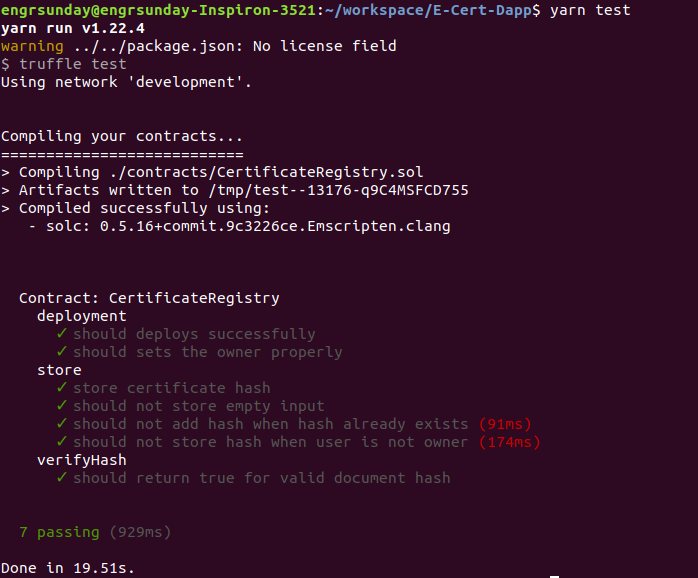 engrsunday@engrsunday-Inspiron-3521:~/workspace/E-Cert-Dapp$ yarn test
yarn run v1.22.4
warning ../../package.json: No license field
$ truffle test
Using network 'development'.
Compiling your contracts...
===========================
> Compiling ./contracts/CertificateRegistry.sol
> Artifacts written to /tmp/test--13176-q9C4MSFCD755
> Compiled successfully using:
- solc: 0.5.16+commit.9c3226ce.Emscripten.clang
Contract: CertificateRegistry
deployment
✓ should deploys successfully
✓ should sets the owner properly
store
✓ store certificate hash
✓ should not store empty input
✓ should not add hash when hash already exists (91ms)
✓ should not store hash when user is not owner (174ms)
verifyHash
✓ should return true for valid document hash
7 passing (929ms)
Done in 19.51s.